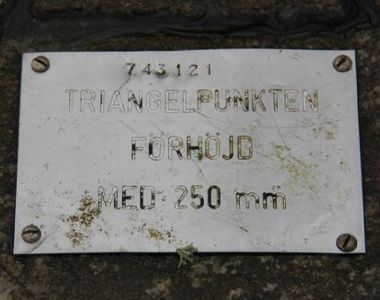 743121
TRIANGELPUNKTEN
FÖRHÖJD
MED 250 mm